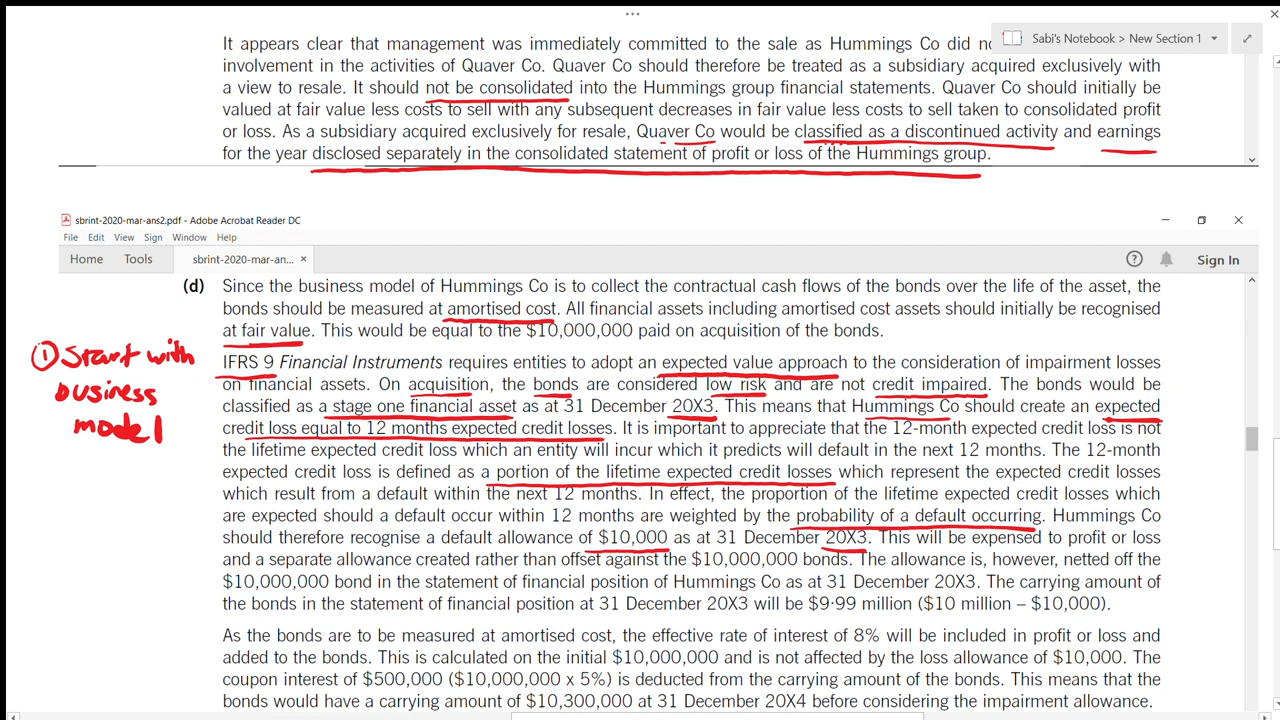 Sabi's Notebook > New Section 1
It appears clear that management was immediately committed to the sale as Hummings Co did
involvement in the activities of Quaver Co. Quaver Co should therefore be treated as a subsidiary acquired exclusively with
a view to resale. It should not be consolidated into the Hummings group financial statements. Quaver Co should initially be
valued at fair value less costs to sell with any subsequent decreases in fair value less costs to sell taken to consolidated profit
or loss. As a subsidiary acquired exclusively for resale, Quaver Co would be classified as a discontinued activity and earnings
for the year disclosed separately in the consolidated statement of profit or loss of the Hummings group.
sbrint-2020-mar-ans2.pdf - Adobe Acrobat Reader DC
File Edit View Sign Window Help
Home Tools sbrint-2020-mar-an... × Sign In
(d) Since the business model of Hummings Co is to collect the contractual cash flows of the bonds over the life of the asset, the
bonds should be measured at amortised cost. All financial assets including amortised cost assets should initially be recognised
at fair value. This would be equal to the $10,000,000 paid on acquisition of the bonds.
① Start with
business
model
IFRS 9 Financial Instruments requires entities to adopt an expected value approach to the consideration of impairment losses
on financial assets. On acquisition, the bonds are considered low risk and are not credit impaired. The bonds would be
classified as a stage one financial asset as at 31 December 20X3. This means that Hummings Co should create an expected
credit loss equal to 12 months expected credit losses. It is important to appreciate that the 12-month expected credit loss is not
the lifetime expected credit loss which an entity will incur which it predicts will default in the next 12 months. The 12-month
expected credit loss is defined as a portion of the lifetime expected credit losses which represent the expected credit losses
which result from a default within the next 12 months. In effect, the proportion of the lifetime expected credit losses which
are expected should a default occur within 12 months are weighted by the probability of a default occurring. Hummings Co
should therefore recognise a default allowance of $10,000 as at 31 December 20X3. This will be expensed to profit or loss
and a separate allowance created rather than offset against the $10,000,000 bonds. The allowance is, however, netted off the
$10,000,000 bond in the statement of financial position of Hummings Co as at 31 December 20X3. The carrying amount of
the bonds in the statement of financial position at 31 December 20X3 will be $9·99 million ($10 million – $10,000).
As the bonds are to be measured at amortised cost, the effective rate of interest of 8% will be included in profit or loss and
added to the bonds. This is calculated on the initial $10,000,000 and is not affected by the loss allowance of $10,000. The
coupon interest of $500,000 ($10,000,000 x 5%) is deducted from the carrying amount of the bonds. This means that the
bonds would have a carrying amount of $10,300,000 at 31 December 20X4 before considering the impairment allowance.